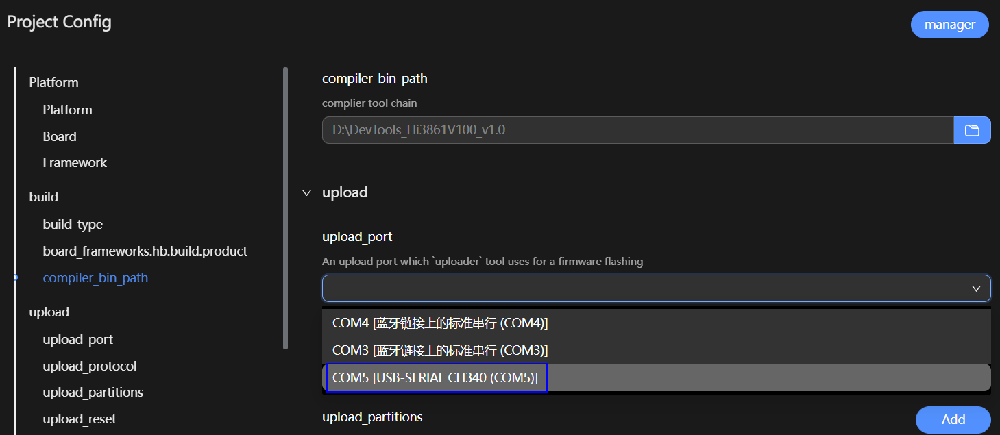 Project Config
manager
Platform
Platform
Board
Framework
build
build_type
board_frameworks.hb.build.product
compiler_bin_path
upload
upload_port
upload_protocol
upload_partitions
upload_reset
compiler_bin_path
complier tool chain
D:\DevTools_Hi3861V100_v1.0
upload
upload_port
An upload port which `uploader` tool uses for a firmware flashing
COM4 [蓝牙链接上的标准串行 (COM4)]
COM3 [蓝牙链接上的标准串行 (COM3)]
COM5 [USB-SERIAL CH340 (COM5)]
upload_partitions
Add